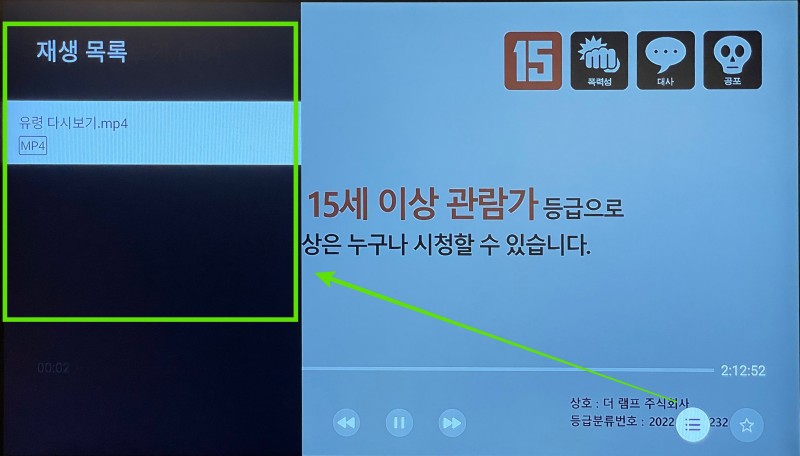 재생 목록
유령 다시보기.mp4
MP4
15
폭력성
대사
공포
15세 이상 관람가 등급으로
상은 누구나 시청할 수 있습니다.
00:02
2:12:52
상호 : 더 램프 주식회사
등급분류번호 : 2022 232